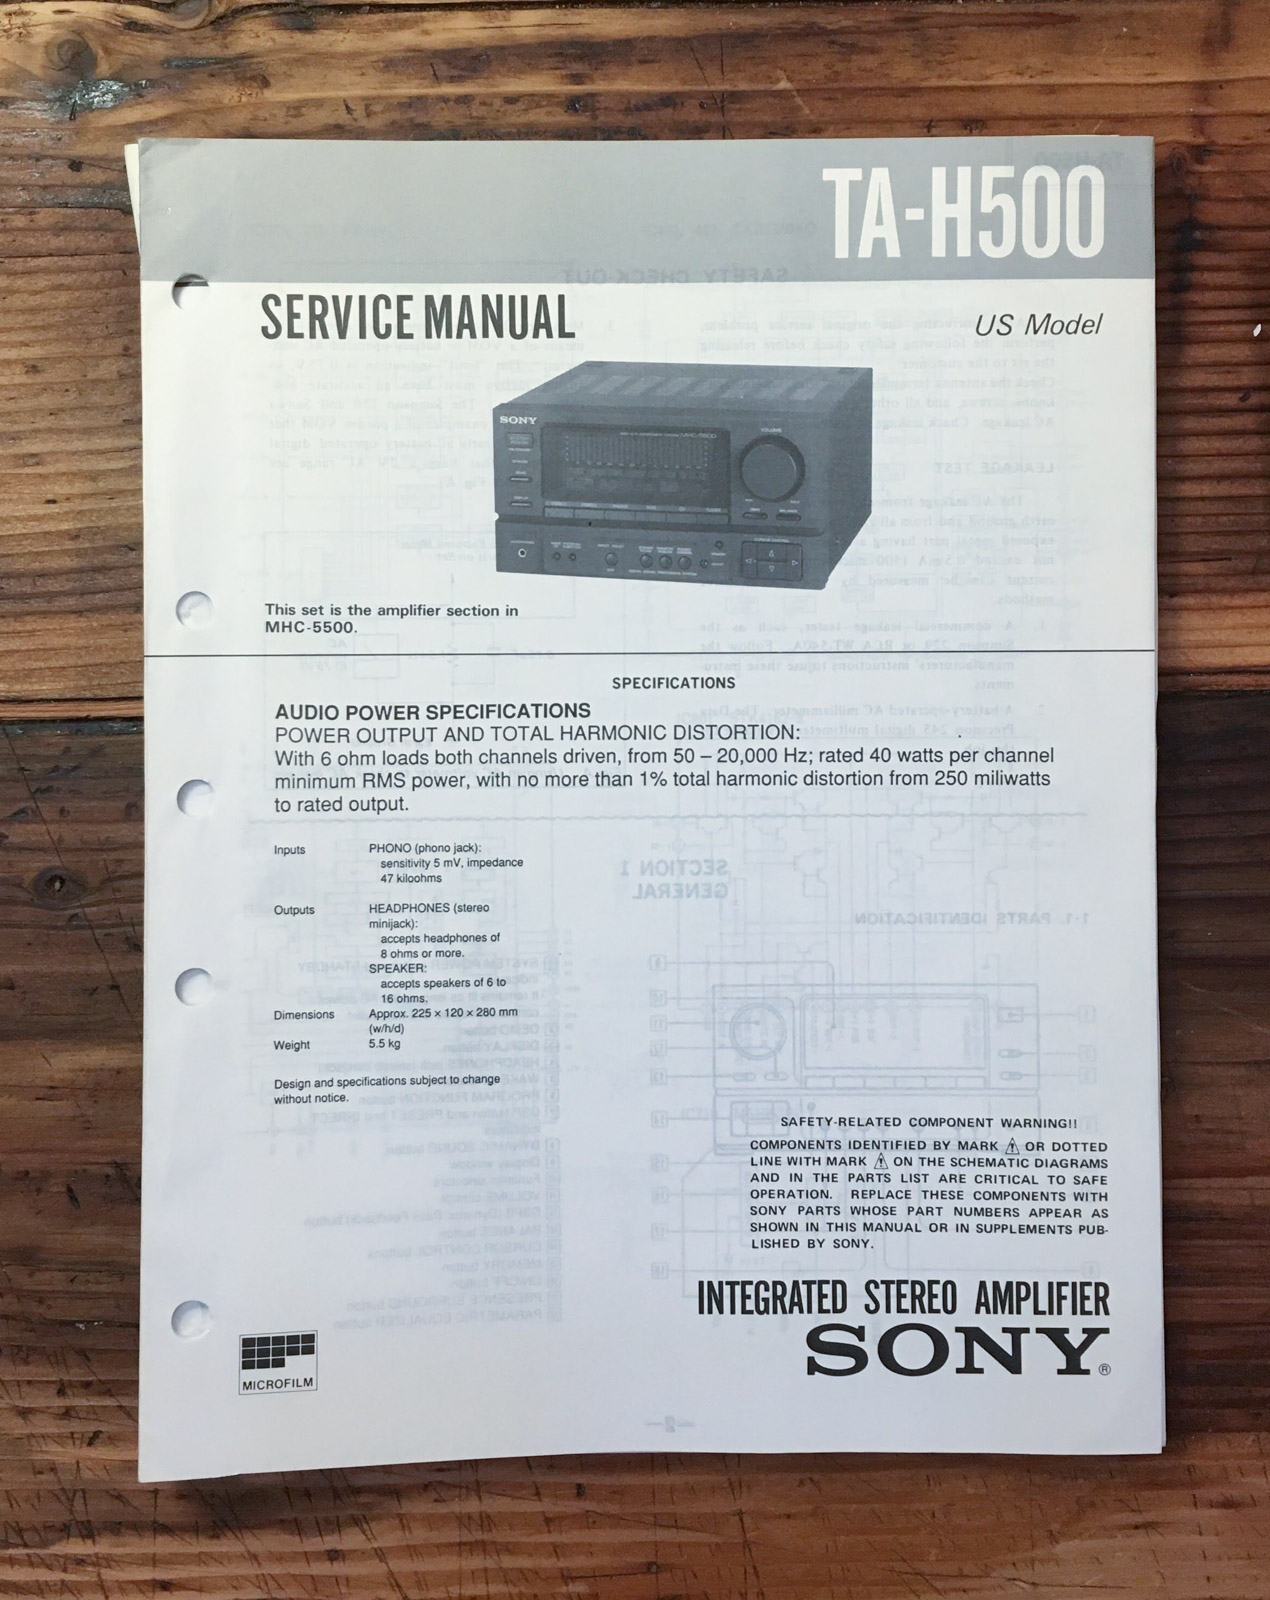 TA-H500
SERVICE MANUAL
US Model
SONY
VOLUME
MHC-5500
DISPLAY
This set is the amplifier section in
MHC-5500.
SPECIFICATIONS
AUDIO POWER SPECIFICATIONS
POWER OUTPUT AND TOTAL HARMONIC DISTORTION:
With 6 ohm loads both channels driven, from 50 – 20,000 Hz; rated 40 watts per channel
minimum RMS power, with no more than 1% total harmonic distortion from 250 miliwatts
to rated output.
Inputs PHONO (phono jack):
sensitivity 5 mV, impedance
47 kiloohms
Outputs HEADPHONES (stereo
minijack):
accepts headphones of
8 ohms or more.
SPEAKER:
accepts speakers of 6 to
16 ohms.
Dimensions Approx. 225 × 120 × 280 mm
(w/h/d)
Weight 5.5 kg
Design and specifications subject to change
without notice.
SAFETY-RELATED COMPONENT WARNING!!
COMPONENTS IDENTIFIED BY MARK ⚠ OR DOTTED
LINE WITH MARK ⚠ ON THE SCHEMATIC DIAGRAMS
AND IN THE PARTS LIST ARE CRITICAL TO SAFE
OPERATION. REPLACE THESE COMPONENTS WITH
SONY PARTS WHOSE PART NUMBERS APPEAR AS
SHOWN IN THIS MANUAL OR IN SUPPLEMENTS PUB-
LISHED BY SONY.
INTEGRATED STEREO AMPLIFIER
SONY®
MICROFILM